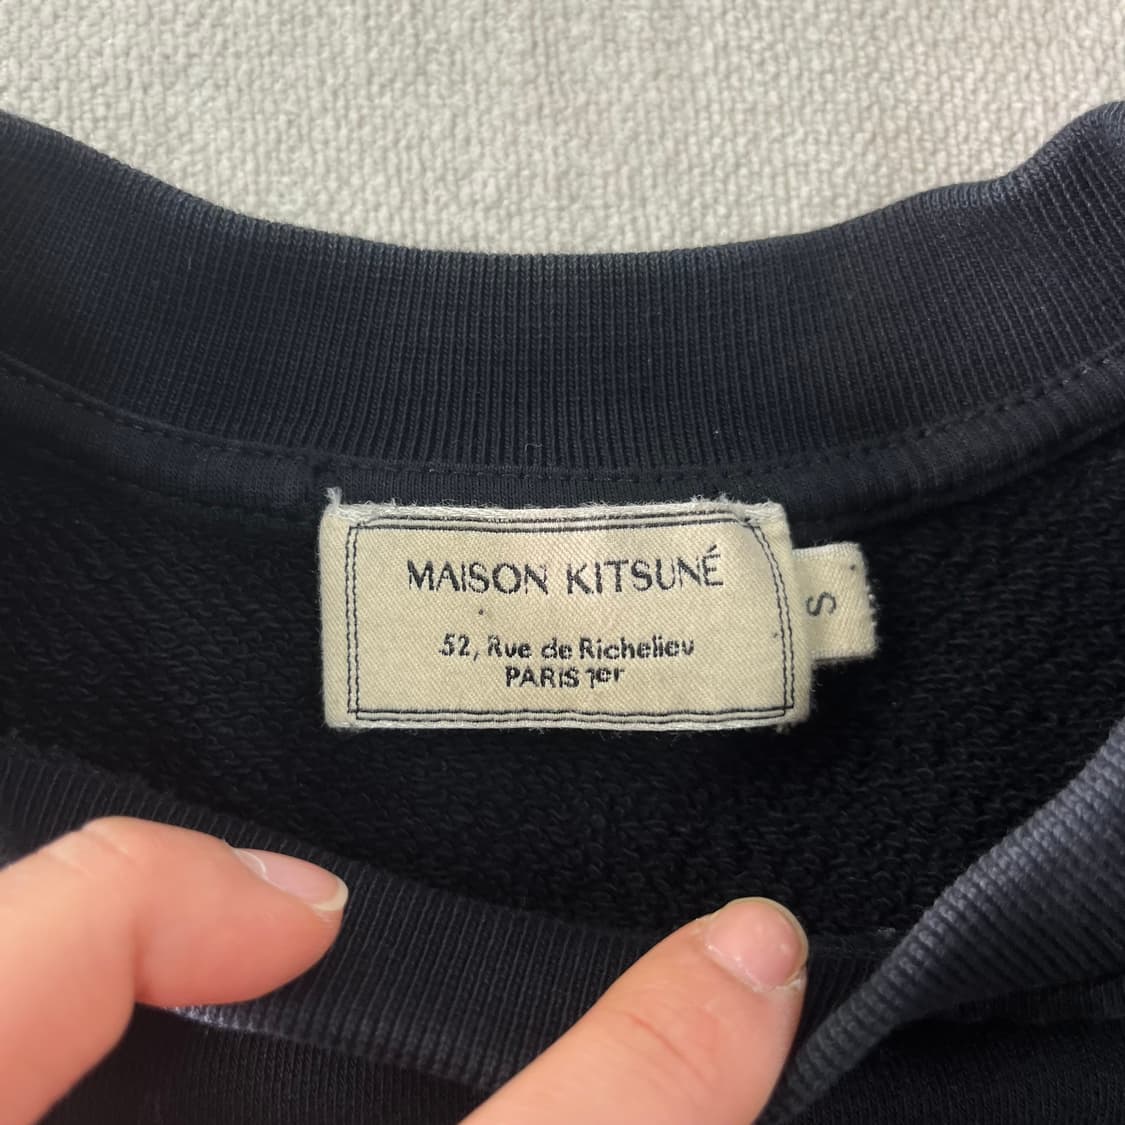 MAISON KITSUNÉ
52, Rue de Richelieu
PARIS 1er
S